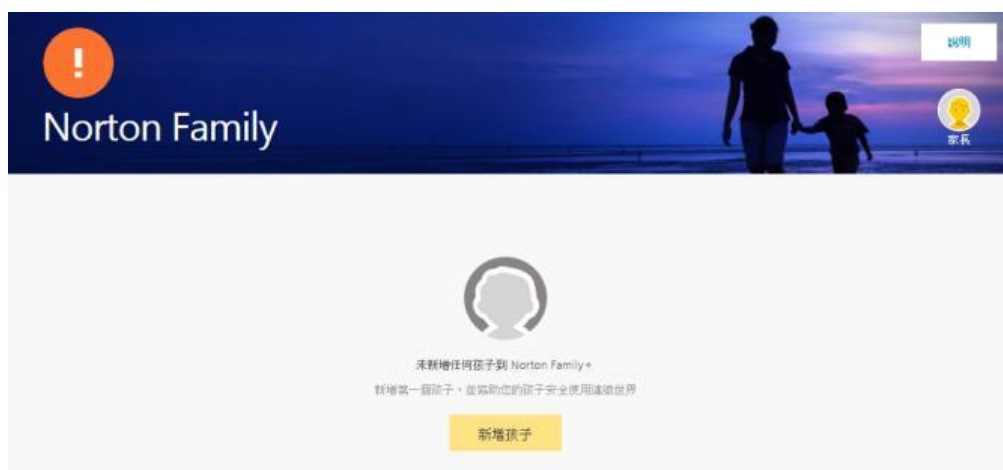 !
說明
Norton Family
家長
未新增任何孩子到 Norton Family。
新增第一個孩子，並協助您的孩子安全使用連線世界
新增孩子